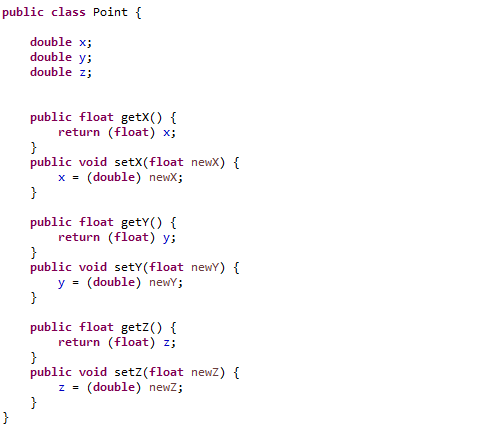 public class Point {
double x;
double y;
double z;
public float getX() {
return (float) x;
}
public void setX(float newX) {
x = (double) newX;
}
public float getY() {
return (float) y;
}
public void setY(float newY) {
y = (double) newY;
}
public float getZ() {
return (float) z;
}
public void setZ(float newZ) {
z = (double) newZ;
}
}